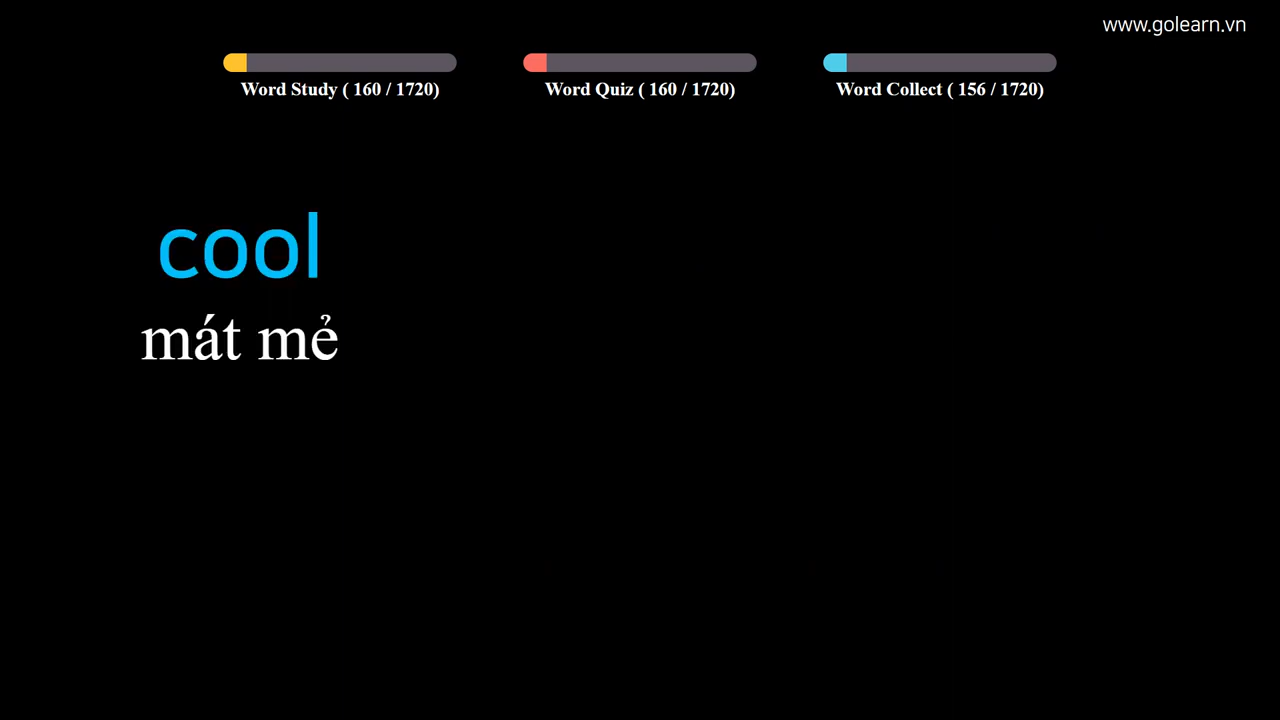 www.golearn.vn
Word Study ( 160 / 1720)
Word Quiz ( 160 / 1720)
Word Collect ( 156 / 1720)
cool
mát mẻ